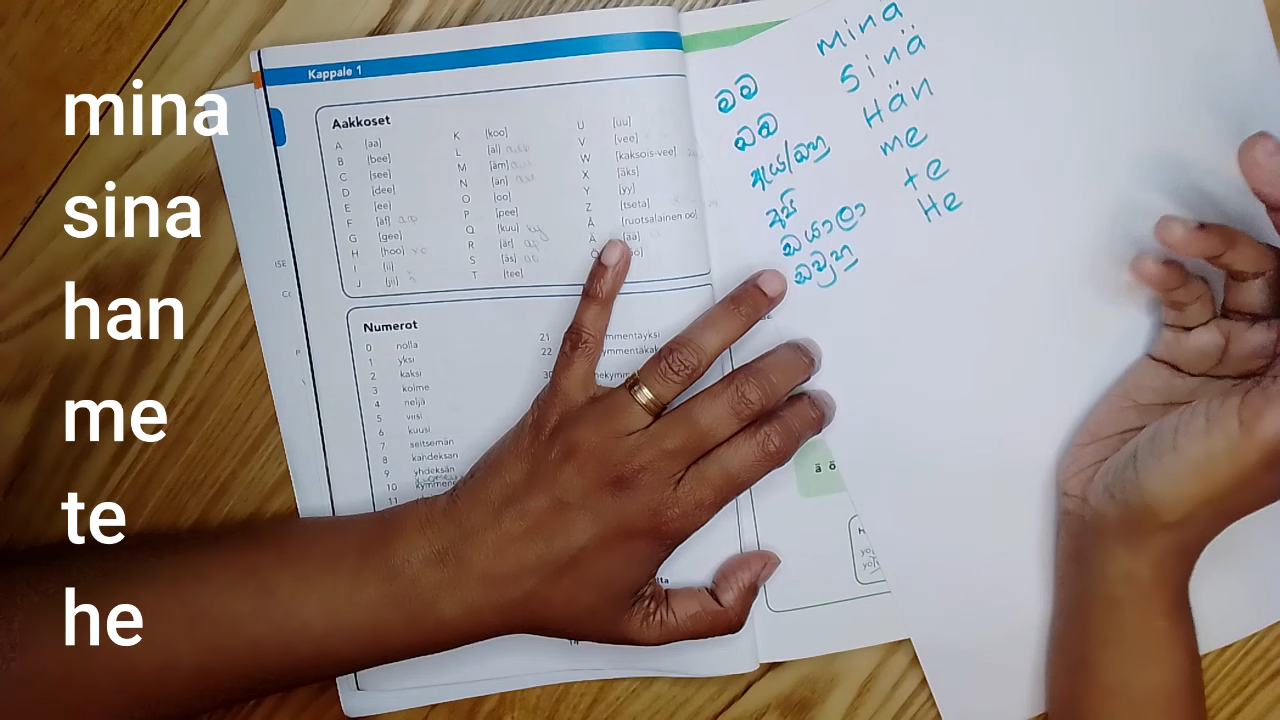 mina
sina
han
me
te
he
Kappale 1
Aakkoset
A [aa]
B [bee]
C [see]
D [dee]
E [ee]
F [äf]
G [gee]
H [hoo]
I [ii]
J [jii]
K [koo]
L [äl]
M [äm]
N [än]
O [oo]
P [pee]
Q [kuu]
R [är]
S [äs]
T [tee]
U [uu]
V [vee]
W [kaksois-vee]
X [äks]
Y [yy]
Z [tseta]
Å [ruotsalainen oo]
Ä [ää]
Numerot
0 nolla
1 yksi
2 kaksi
3 kolme
4 neljä
5 viisi
6 kuusi
7 seitsemän
8 kahdeksan
9 yhdeksän
10
11
21
22
මම minä
ඔබ Sinä
ඇය/ඔහු Hän
අපි me
ඔයාලා te
ඔවුහු He
ä ö